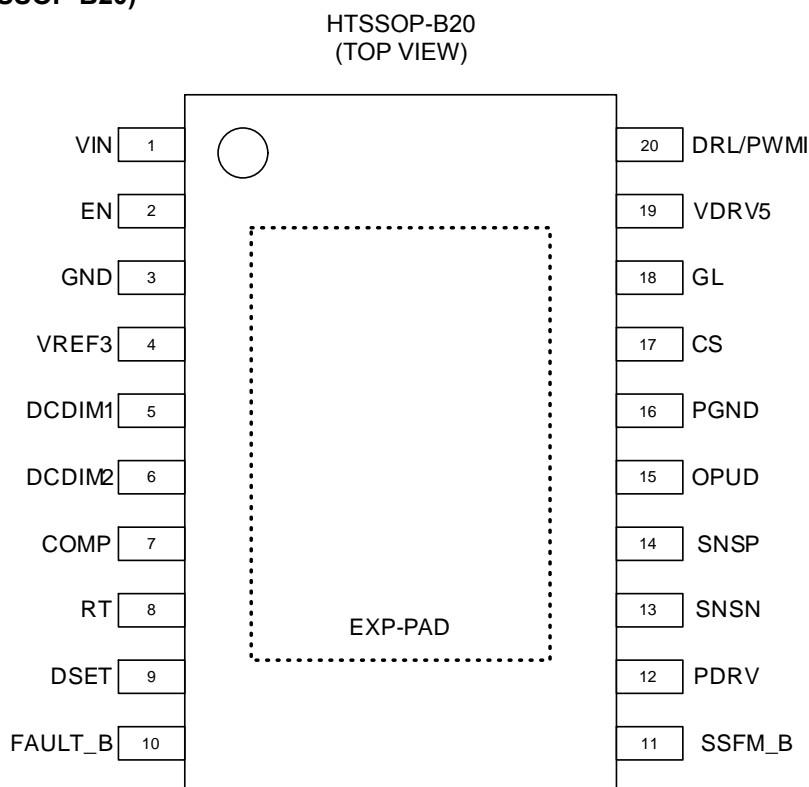 HTSSOP-B20
(TOP VIEW)
VIN 1 20 DRL/PWMI
EN 2 19 VDRV5
GND 3 18 GL
VREF3 4 17 CS
DCDIM1 5 16 PGND
DCDIM2 6 15 OPUD
COMP 7 14 SNSP
RT 8 13 SNSN
EXP-PAD
DSET 9 12 PDRV
FAULT_B 10 11 SSFM_B